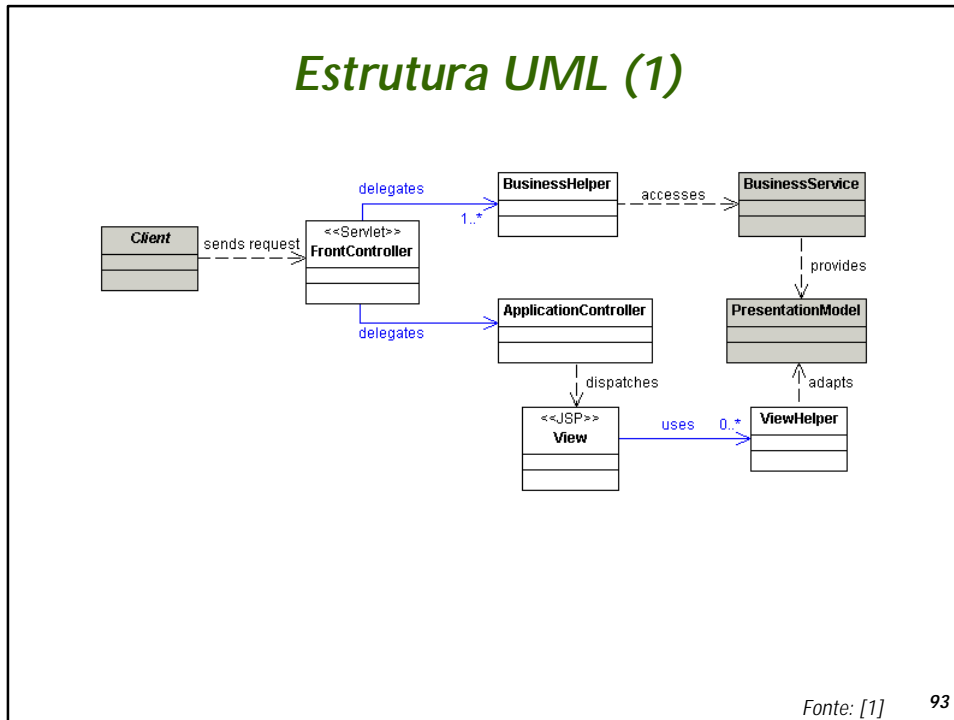 Estrutura UML (1)
delegates
BusinessHelper
accesses
BusinessService
1..*
Client
sends request
<<Servlet>>
FrontController
provides
delegates
ApplicationController
PresentationModel
dispatches
adapts
<<JSP>>
View
uses
0..*
ViewHelper
Fonte: [1]
93